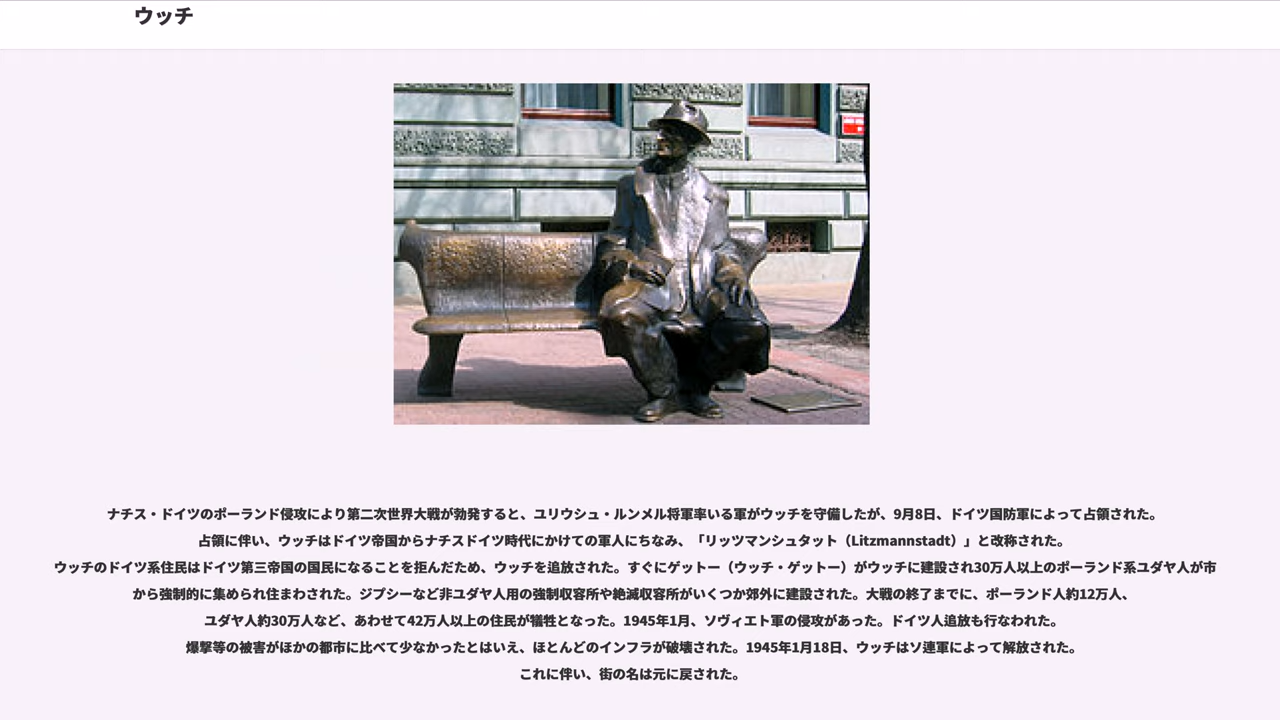 ウッチ
ナチス・ドイツのポーランド侵攻により第二次世界大戦が勃発すると、ユリウシュ・ルンメル将軍率いる軍がウッチを守備したが、9月8日、ドイツ国防軍によって占領された。
占領に伴い、ウッチはドイツ帝国からナチスドイツ時代にかけての軍人にちなみ、「リッツマンシュタット（Litzmannstadt）」と改称された。
ウッチのドイツ系住民はドイツ第三帝国の国民になることを拒んだため、ウッチを追放された。すぐにゲットー（ウッチ・ゲットー）がウッチに建設され30万人以上のポーランド系ユダヤ人が市
から強制的に集められ住まわされた。ジプシーなど非ユダヤ人用の強制収容所や絶滅収容所がいくつか郊外に建設された。大戦の終了までに、ポーランド人約12万人、
ユダヤ人約30万人など、あわせて42万人以上の住民が犠牲となった。1945年1月、ソヴィエト軍の侵攻があった。ドイツ人追放も行なわれた。
爆撃等の被害がほかの都市に比べて少なかったとはいえ、ほとんどのインフラが破壊された。1945年1月18日、ウッチはソ連軍によって解放された。
これに伴い、街の名は元に戻された。